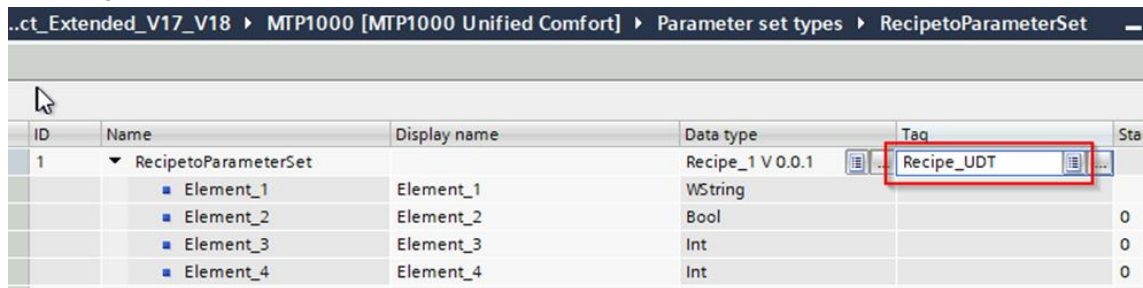 ..ct_Extended_V17_V18 ▸ MTP1000 [MTP1000 Unified Comfort] ▸ Parameter set types ▸ RecipetoParameterSet
ID Name Display name Data type Tag Sta
1 RecipetoParameterSet Recipe_1 V 0.0.1 ... Recipe_UDT ...
Element_1 Element_1 WString
Element_2 Element_2 Bool 0
Element_3 Element_3 Int 0
Element_4 Element_4 Int 0